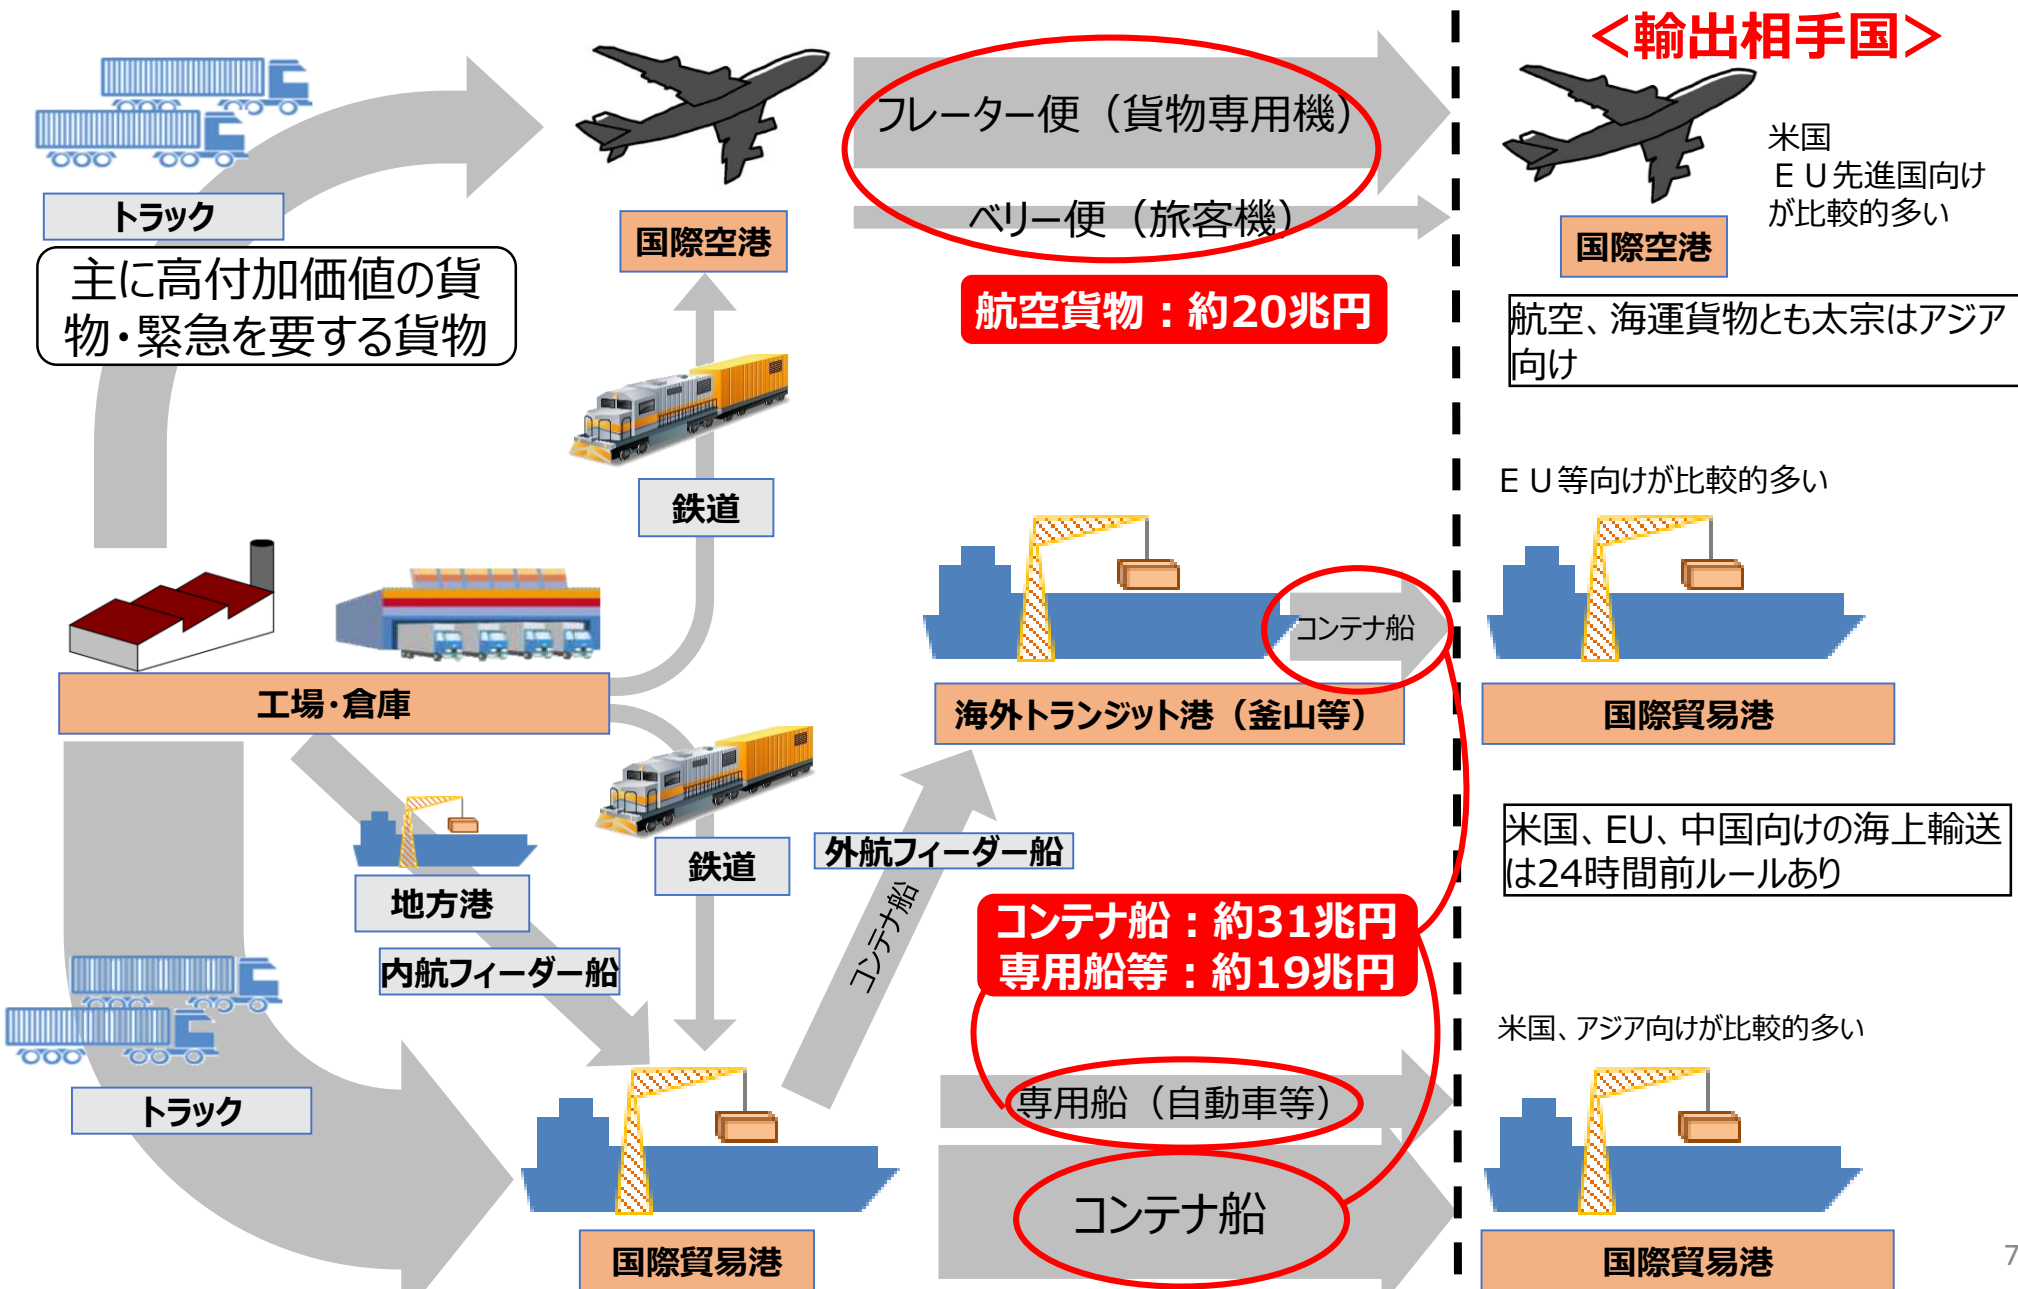 ＜輸出相手国＞
トラック
主に高付加価値の貨
物・緊急を要する貨物
国際空港
フレーター便（貨物専用機）
ベリー便（旅客機）
航空貨物：約20兆円
米国
ＥＵ先進国向け
が比較的多い
国際空港
航空、海運貨物とも太宗はアジア
向け
鉄道
工場・倉庫
コンテナ船
海外トランジット港（釜山等）
ＥＵ等向けが比較的多い
国際貿易港
鉄道
地方港
内航フィーダー船
外航フィーダー船
コンテナ船
コンテナ船：約31兆円
専用船等：約19兆円
米国、EU、中国向けの海上輸送
は24時間前ルールあり
トラック
国際貿易港
専用船（自動車等）
コンテナ船
米国、アジア向けが比較的多い
国際貿易港
7